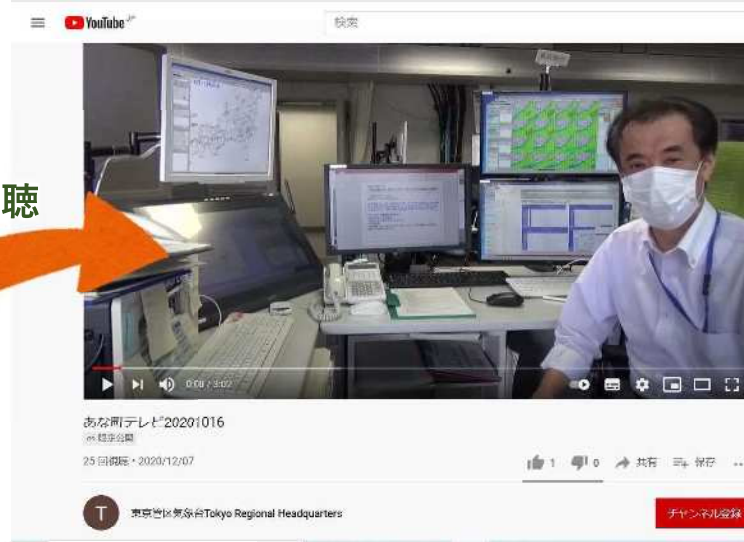 YouTube JP
検索
聴
0:08 / 3:02
あな町テレビ20201016
限定公開
25 回視聴・2020/12/07
1
0
共有
保存
T
東京管区気象台Tokyo Regional Headquarters
チャンネル登録